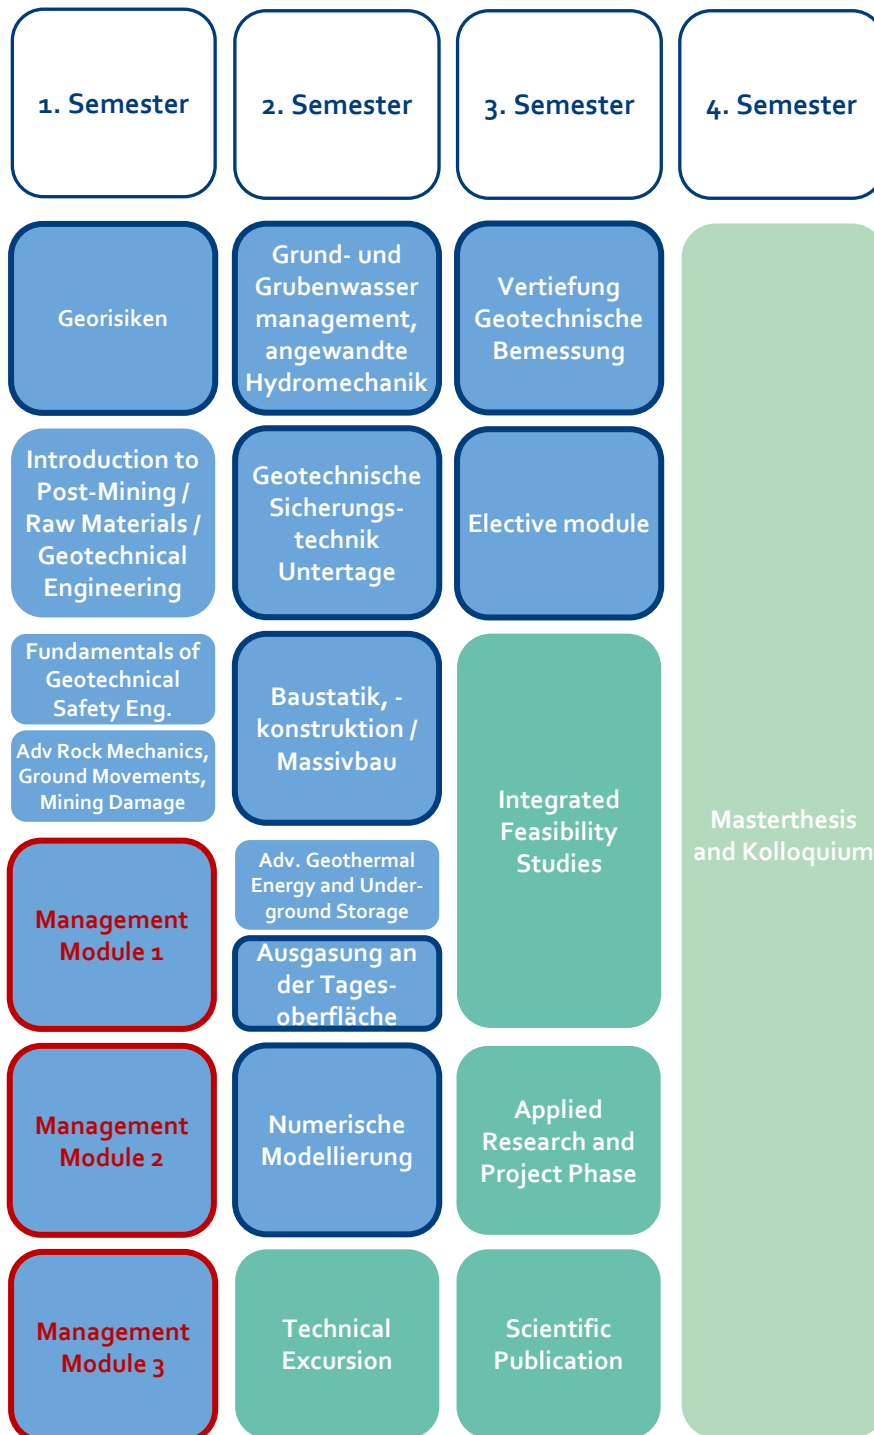 1. Semester
2. Semester
3. Semester
4. Semester
Georisiken
Introduction to
Post-Mining /
Raw Materials /
Geotechnical
Engineering
Fundamentals of
Geotechnical
Safety Eng.
Adv Rock Mechanics,
Ground Movements,
Mining Damage
Management
Module 1
Management
Module 2
Management
Module 3
Grund- und
Grubenwasser
management,
angewandte
Hydromechanik
Geotechnische
Sicherungs-
technik
Untertage
Baustatik, -
konstruktion /
Massivbau
Adv. Geothermal
Energy and Under-
ground Storage
Ausgasung an
der Tages-
oberfläche
Numerische
Modellierung
Technical
Excursion
Vertiefung
Geotechnische
Bemessung
Elective module
Integrated
Feasibility
Studies
Applied
Research and
Project Phase
Scientific
Publication
Masterthesis
and Kolloquium